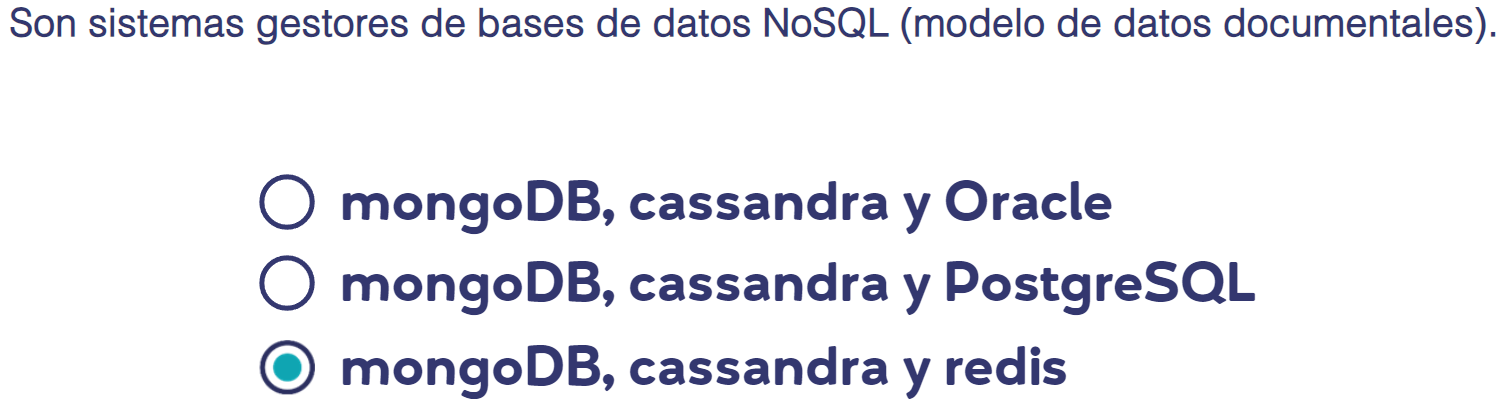 Son sistemas gestores de bases de datos NoSQL (modelo de datos documentales).
mongoDB, cassandra y Oracle
mongoDB, cassandra y PostgreSQL
mongoDB, cassandra y redis